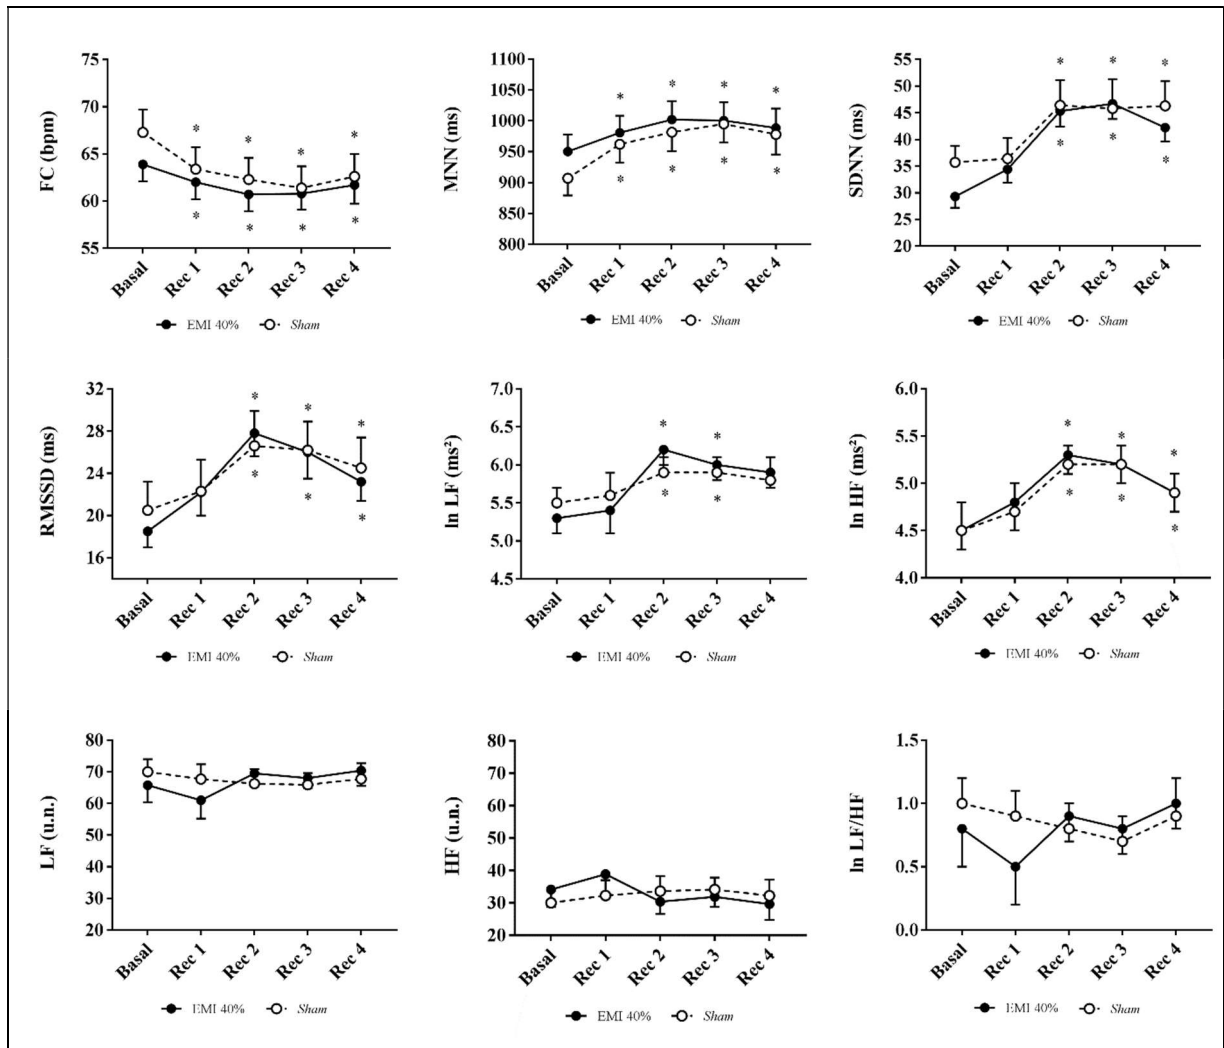 FC (bpm)
75
70
65
60
55
* * * *
* * * *
Basal Rec 1 Rec 2 Rec 3 Rec 4
EMI 40% Sham
MNN (ms)
1100
1050
1000
950
900
850
800
* * * *
* * * *
Basal Rec 1 Rec 2 Rec 3 Rec 4
EMI 40% Sham
SDNN (ms)
55
50
45
40
35
30
25
20
* * *
* * *
Basal Rec 1 Rec 2 Rec 3 Rec 4
EMI 40% Sham
RMSSD (ms)
32
28
24
20
16
* * *
* * *
Basal Rec 1 Rec 2 Rec 3 Rec 4
EMI 40% Sham
ln LF (ms²)
7.0
6.5
6.0
5.5
5.0
4.5
* *
* *
Basal Rec 1 Rec 2 Rec 3 Rec 4
EMI 40% Sham
ln HF (ms²)
6.0
5.5
5.0
4.5
4.0
* * *
* * *
Basal Rec 1 Rec 2 Rec 3 Rec 4
EMI 40% Sham
LF (u.n.)
80
70
60
50
40
30
20
Basal Rec 1 Rec 2 Rec 3 Rec 4
EMI 40% Sham
HF (u.n.)
80
70
60
50
40
30
20
Basal Rec 1 Rec 2 Rec 3 Rec 4
EMI 40% Sham
ln LF/HF
1.5
1.0
0.5
0.0
Basal Rec 1 Rec 2 Rec 3 Rec 4
EMI 40% Sham